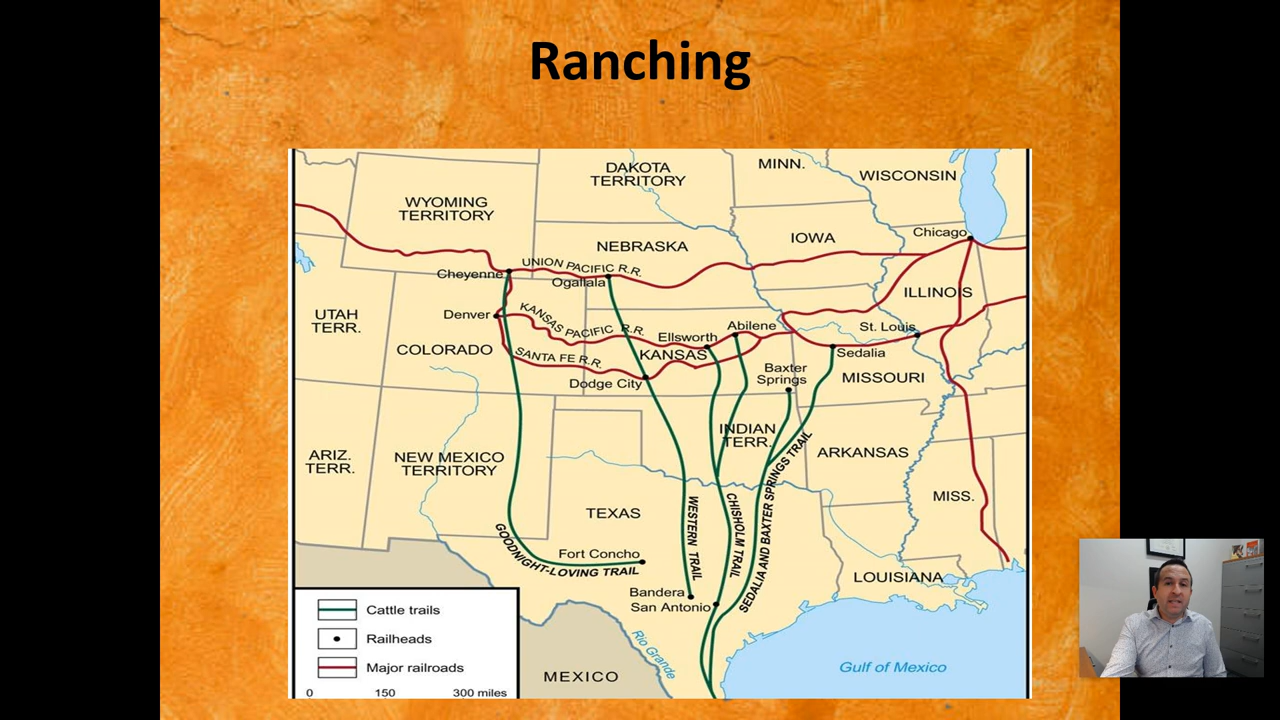 Ranching
DAKOTA
TERRITORY
MINN.
WISCONSIN
WYOMING
TERRITORY
Chicago
NEBRASKA
IOWA
Cheyenne
UNION PACIFIC R.R.
Ogallala
ILLINOIS
UTAH
TERR.
Denver
KANSAS PACIFIC R.R.
Ellsworth
Abilene
St. Louis
COLORADO
SANTA FE R.R.
KANSAS
Sedalia
Dodge City
Baxter
Springs
MISSOURI
INDIAN
TERR.
ARIZ.
TERR.
NEW MEXICO
TERRITORY
ARKANSAS
MISS.
TEXAS
GOODNIGHT-LOVING TRAIL
WESTERN TRAIL
CHISHOLM TRAIL
SEDALIA AND BAXTER SPRINGS TRAIL
Fort Concho
LOUISIANA
Bandera
San Antonio
Rio Grande
MEXICO
Gulf of Mexico
Cattle trails
Railheads
Major railroads
0 150 300 miles